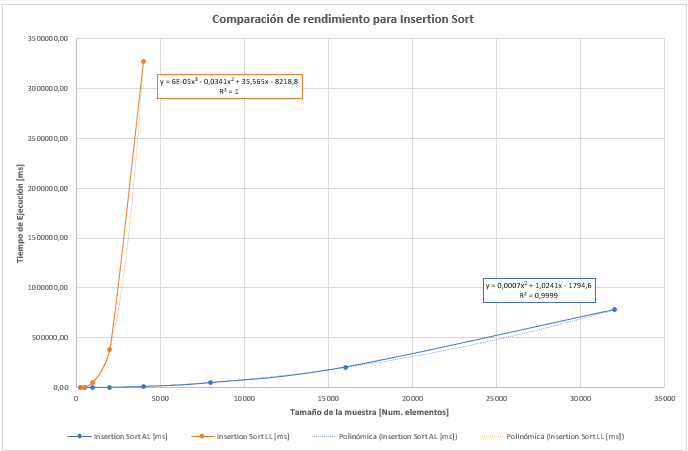 Comparación de rendimiento para Insertion Sort
3500000,00
3000000,00
2500000,00
2000000,00
1500000,00
1000000,00
500000,00
0,00
Tiempo de Ejecución [ms]
y = 6E-05x³ - 0,0341x² + 35,565x - 8218,8
R² = 1
y = 0,0007x² + 1,0241x - 1794,6
R² = 0,9999
0 5000 10000 15000 20000 25000 30000 35000
Tamaño de la muestra [Num. elementos]
Insertion Sort AL [ms] Insertion Sort LL [ms] Polinómica (Insertion Sort AL [ms]) Polinómica (Insertion Sort LL [ms])